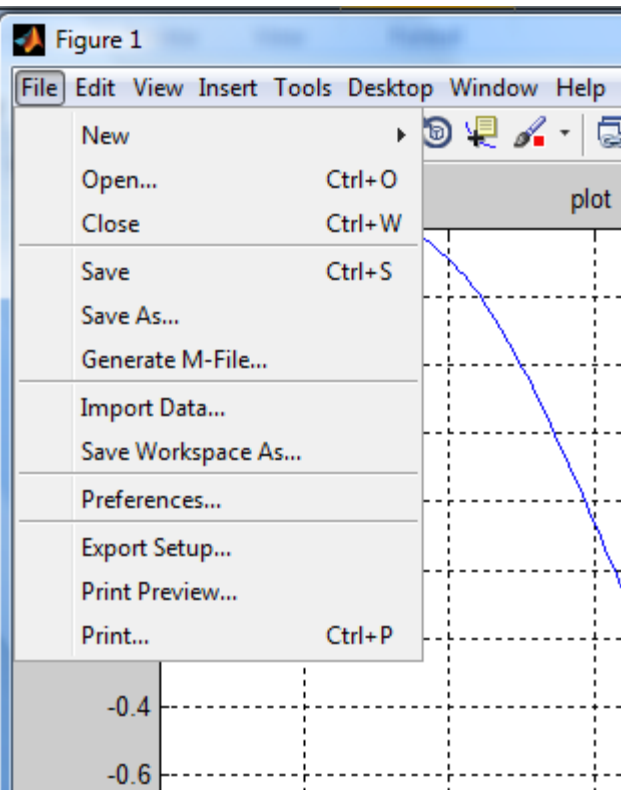 Figure 1
File Edit View Insert Tools Desktop Window Help
New
Open... Ctrl+O
plot
Close Ctrl+W
Save Ctrl+S
Save As...
Generate M-File...
Import Data...
Save Workspace As...
Preferences...
Export Setup...
Print Preview...
Print... Ctrl+P
-0.4
-0.6